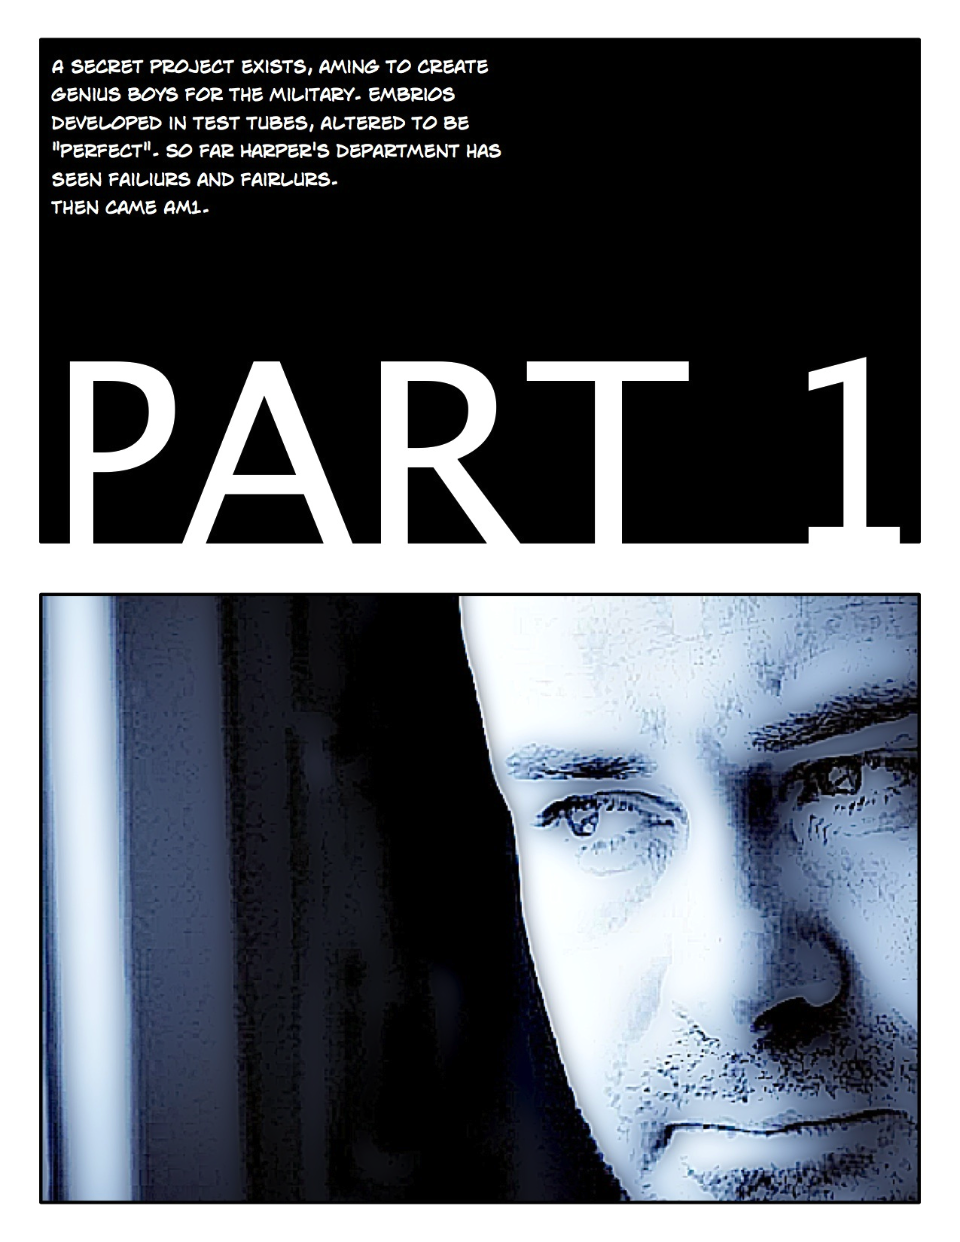 A SECRET PROJECT EXISTS, AMING TO CREATE
GENIUS BOYS FOR THE MILITARY. EMBRIOS
DEVELOPED IN TEST TUBES, ALTERED TO BE
"PERFECT". SO FAR HARPER'S DEPARTMENT HAS
SEEN FAILIURS AND FAIRLURS.
THEN CAME AM1.
PART 1